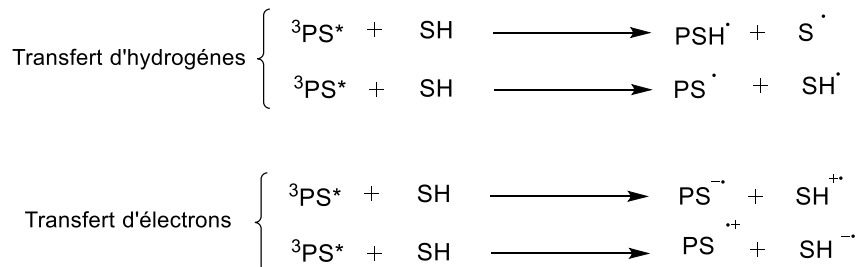 ³PS* + SH → PSH• + S•
Transfert d'hydrogénes
³PS* + SH → PS• + SH•
³PS* + SH → PS⁻• + SH⁺•
Transfert d'électrons
³PS* + SH → PS•⁺ + SH⁻•